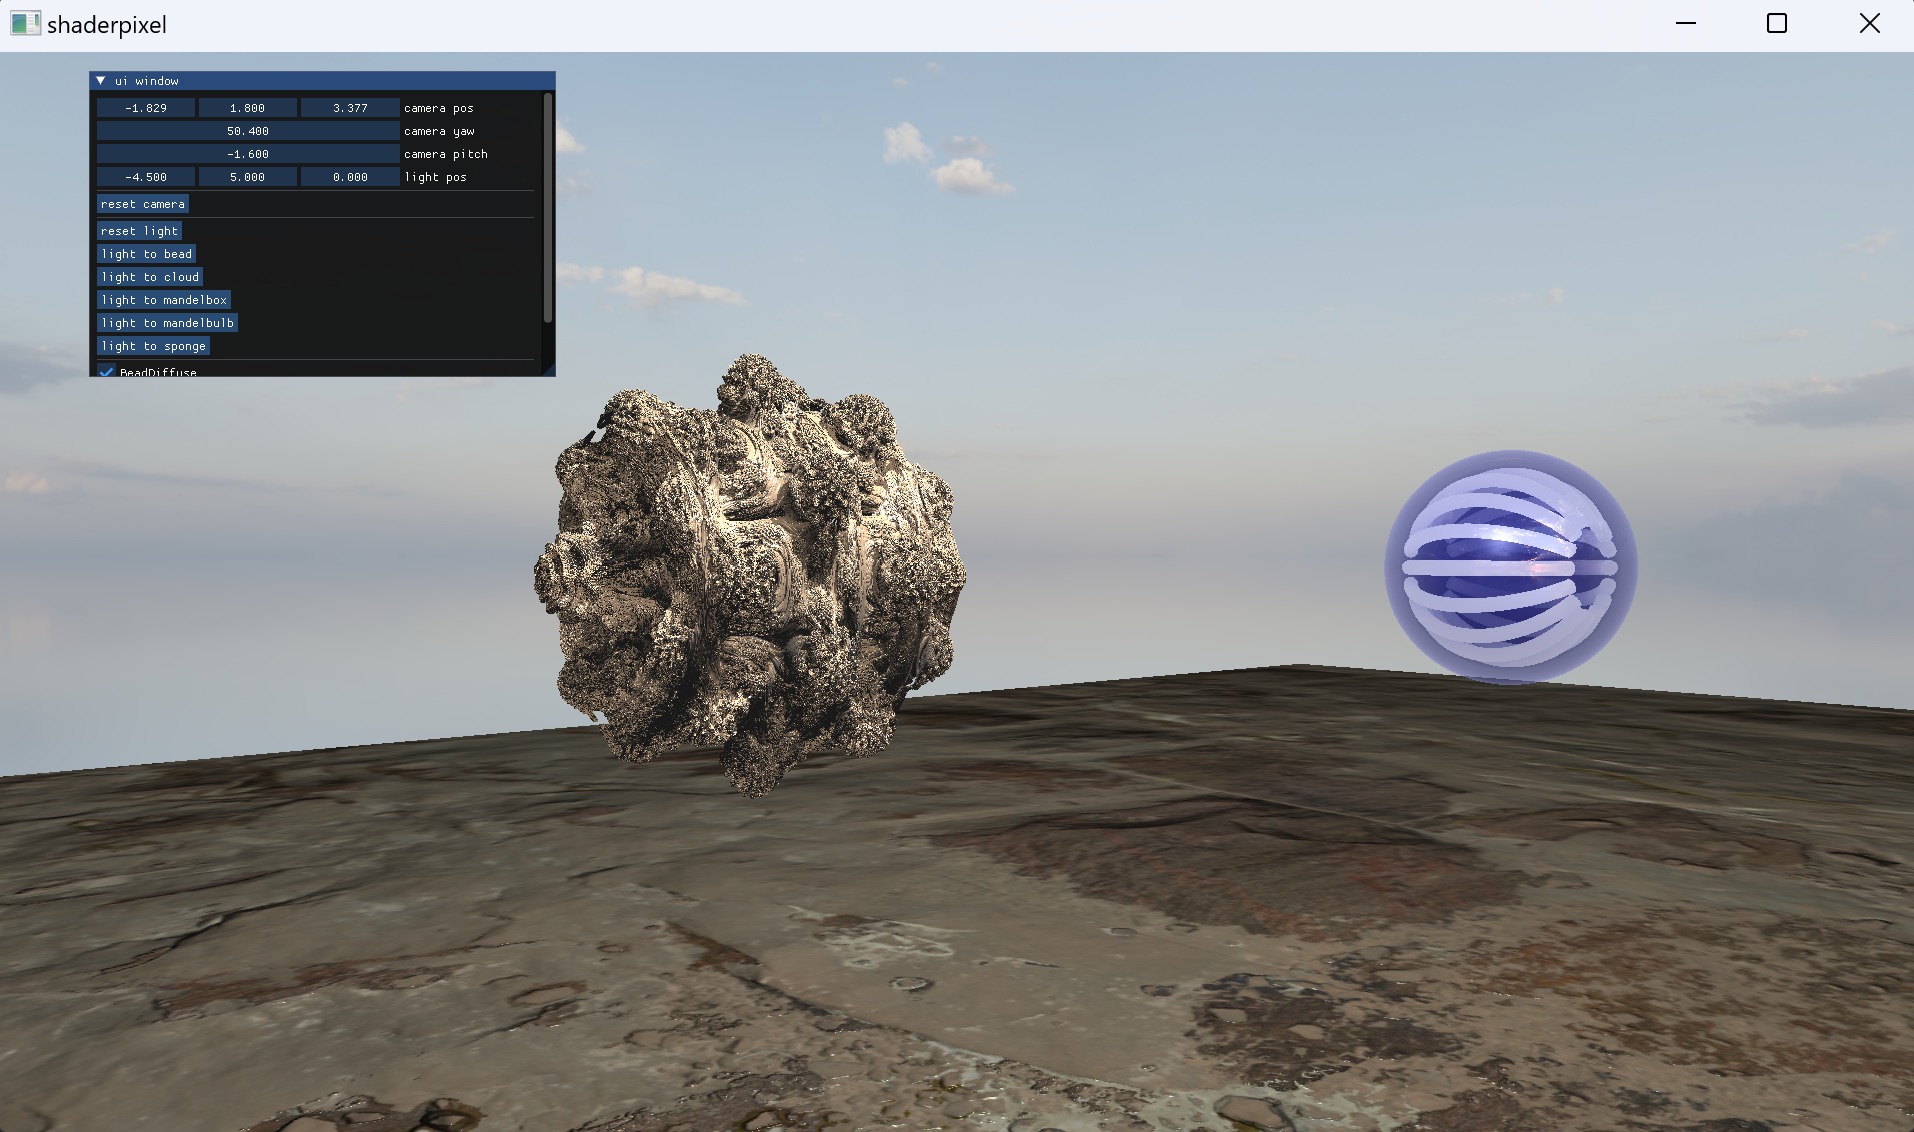 shaderpixel
ui window
-1.829 1.800 3.377 camera pos
50.400 camera yaw
-1.600 camera pitch
-4.500 5.000 0.000 light pos
reset camera
reset light
light to bead
light to cloud
light to mandelbox
light to mandelbulb
light to sponge
BeadDiffuse